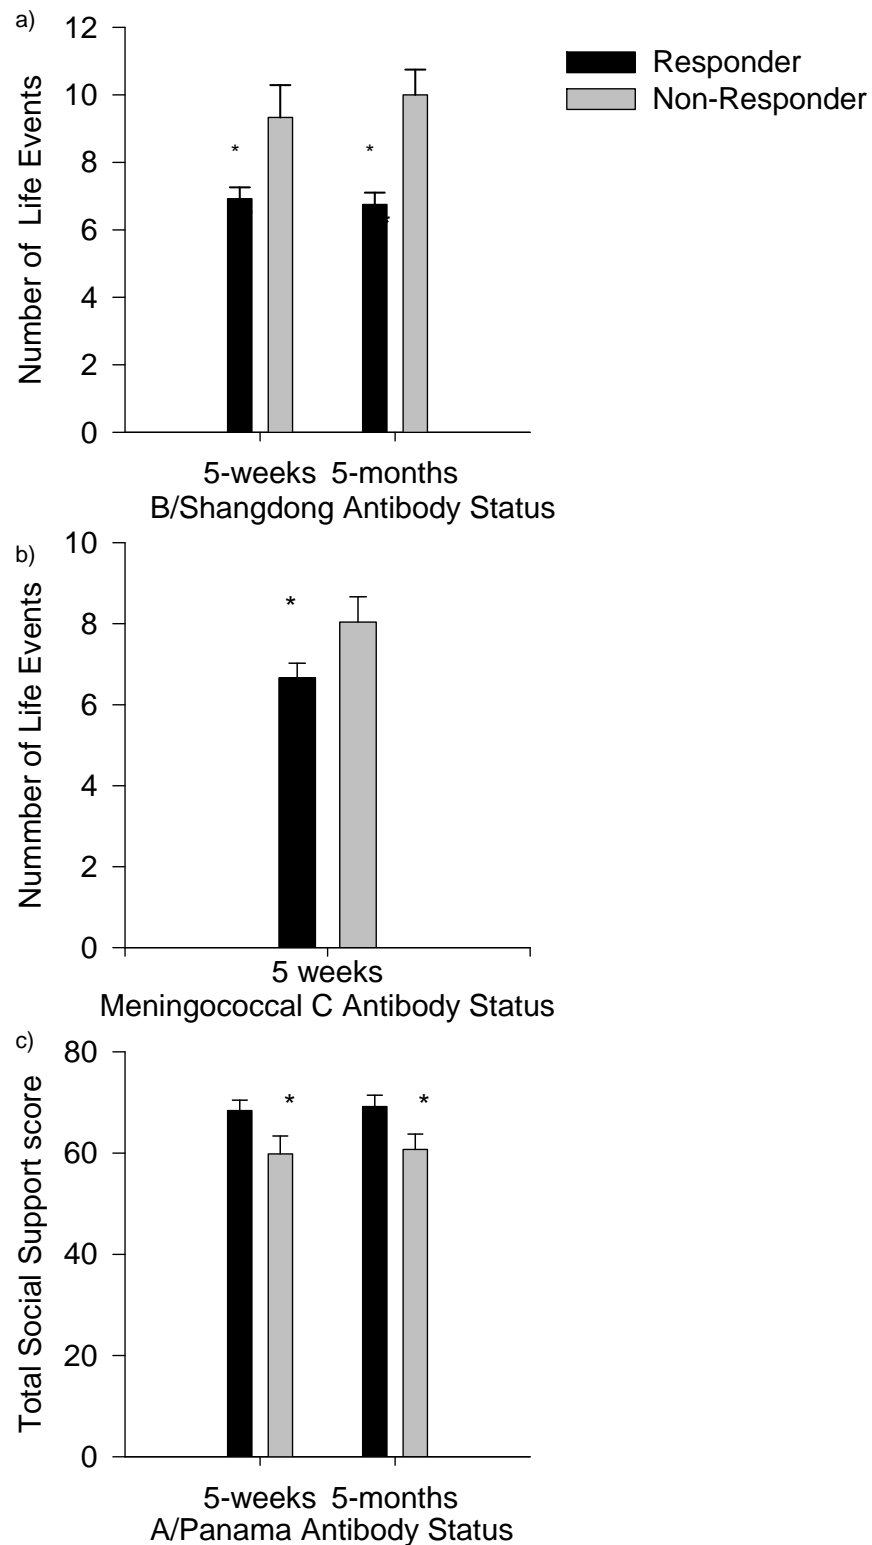 a)
12
10
8
6
4
2
0
Number of  Life Events
*
*
*
Responder
Non-Responder
5-weeks 5-months
B/Shangdong Antibody Status
b)
10
8
6
4
2
0
Nummber of Life Events
*
5 weeks
Meningococcal C Antibody Status
c)
80
60
40
20
0
Total Social Support score
*
*
5-weeks 5-months
A/Panama Antibody Status